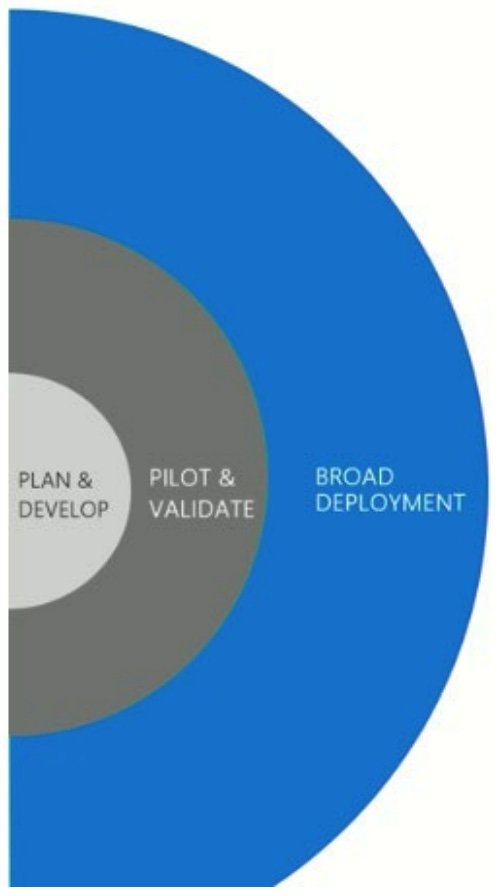 PLAN &
DEVELOP
PILOT &
VALIDATE
BROAD
DEPLOYMENT